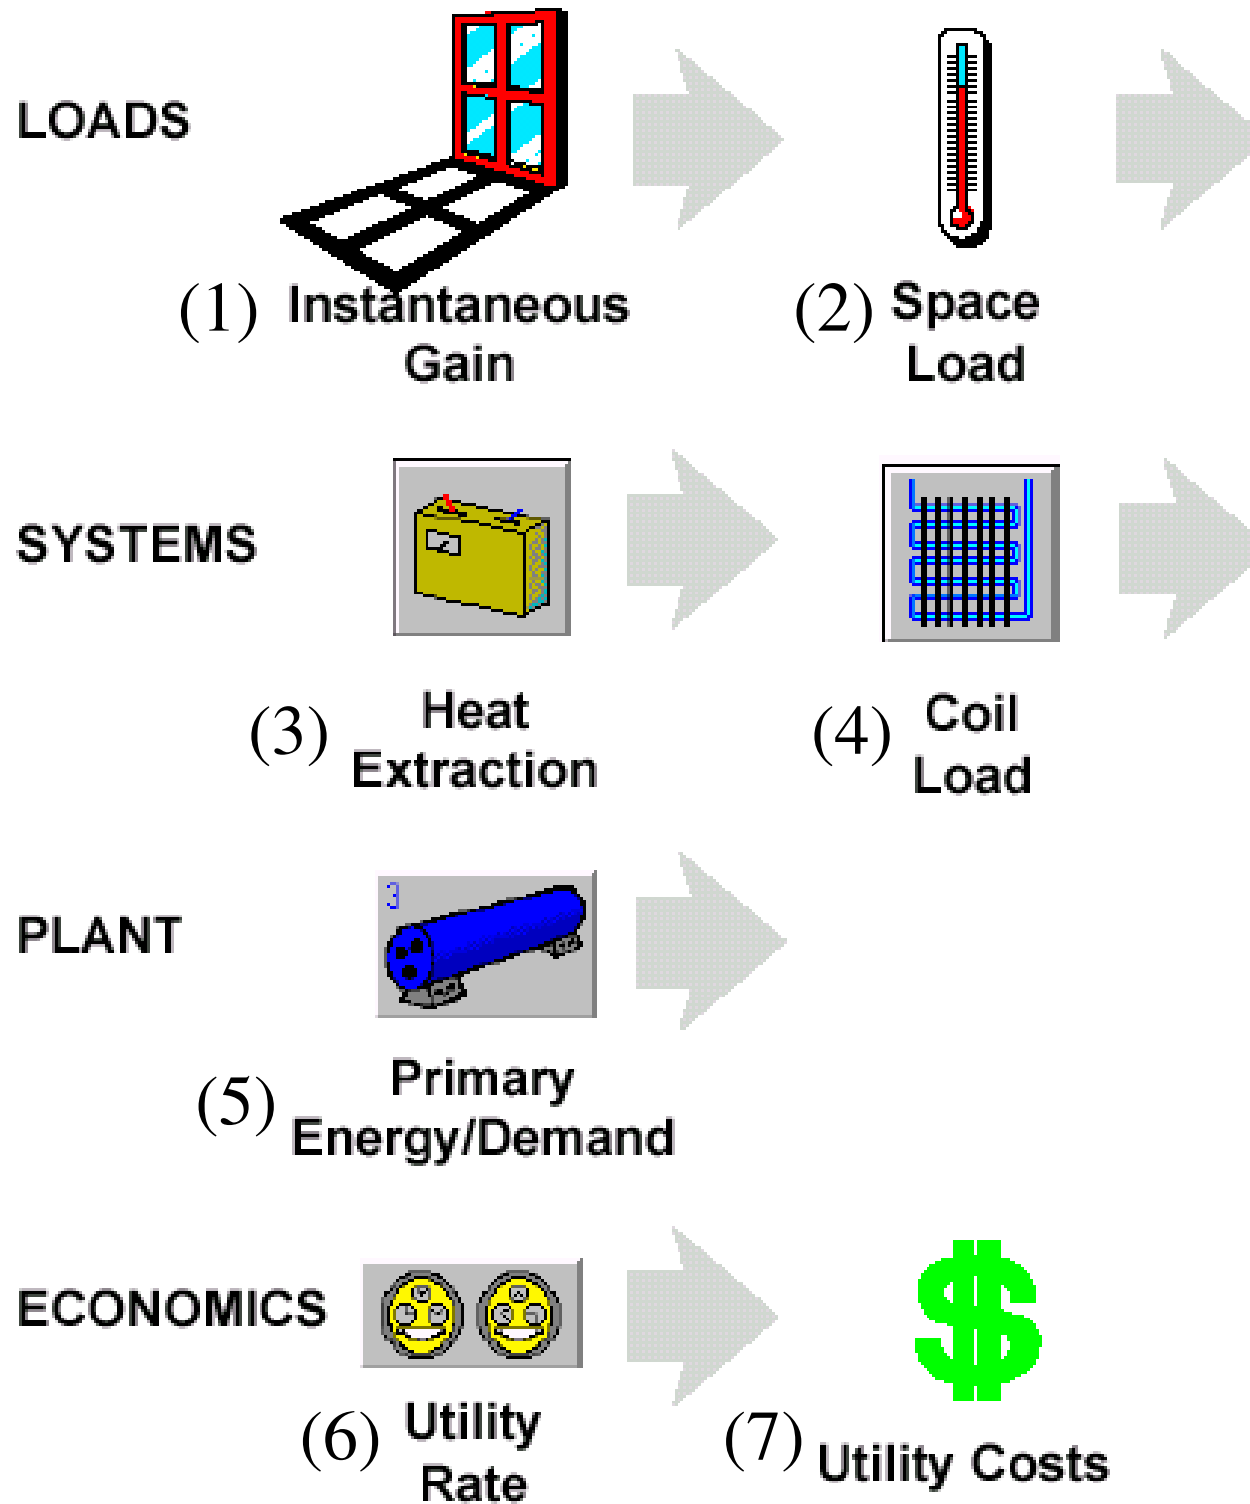 LOADS
(1) Instantaneous
Gain
(2) Space
Load
SYSTEMS
(3) Heat
Extraction
(4) Coil
Load
PLANT
3
(5) Primary
Energy/Demand
ECONOMICS
(6) Utility
Rate
$
(7) Utility Costs